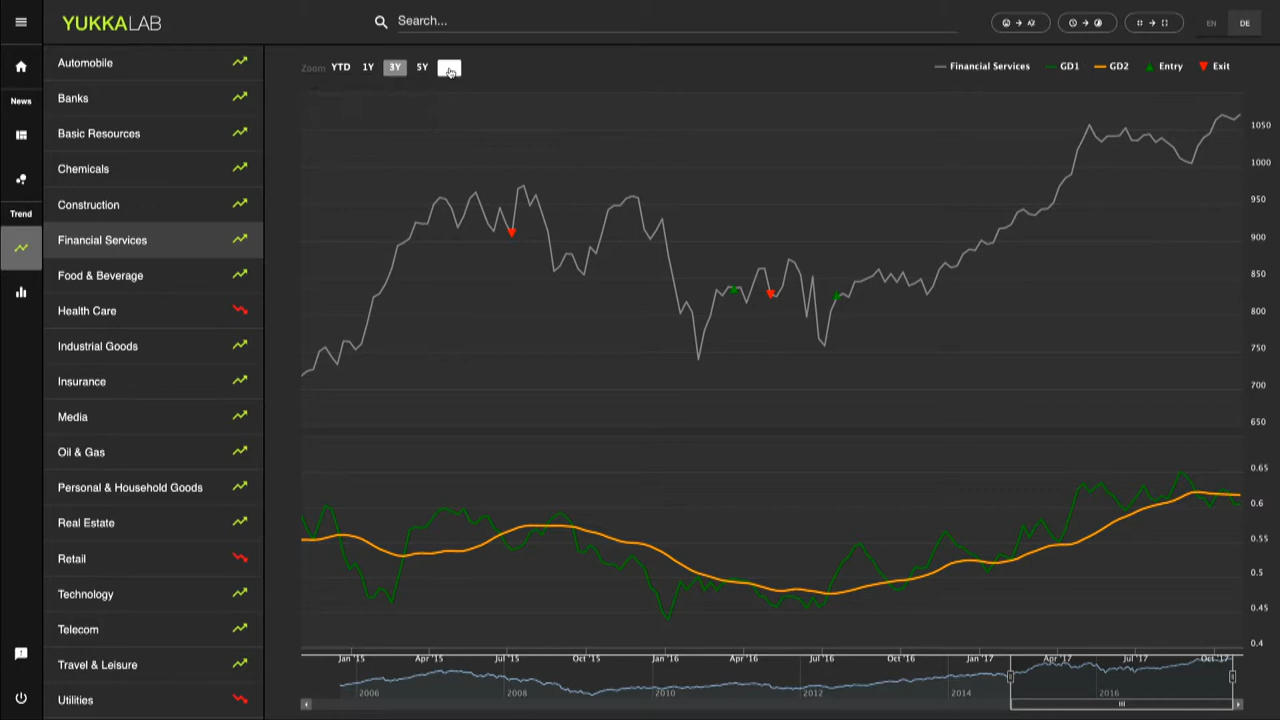 YUKKALAB
Search...
EN
DE
News
Trend
Automobile
Banks
Basic Resources
Chemicals
Construction
Financial Services
Food & Beverage
Health Care
Industrial Goods
Insurance
Media
Oil & Gas
Personal & Household Goods
Real Estate
Retail
Technology
Telecom
Travel & Leisure
Utilities
Zoom YTD 1Y 3Y 5Y
Financial Services GD1 GD2 Entry Exit
1050
1000
950
900
850
800
750
700
650
0.65
0.6
0.55
0.5
0.45
0.4
Jan '15 Apr '15 Jul '15 Oct '15 Jan '16 Apr '16 Jul '16 Oct '16 Jan '17 Apr '17 Jul '17 Oct '17
2006 2008 2010 2012 2014 2016